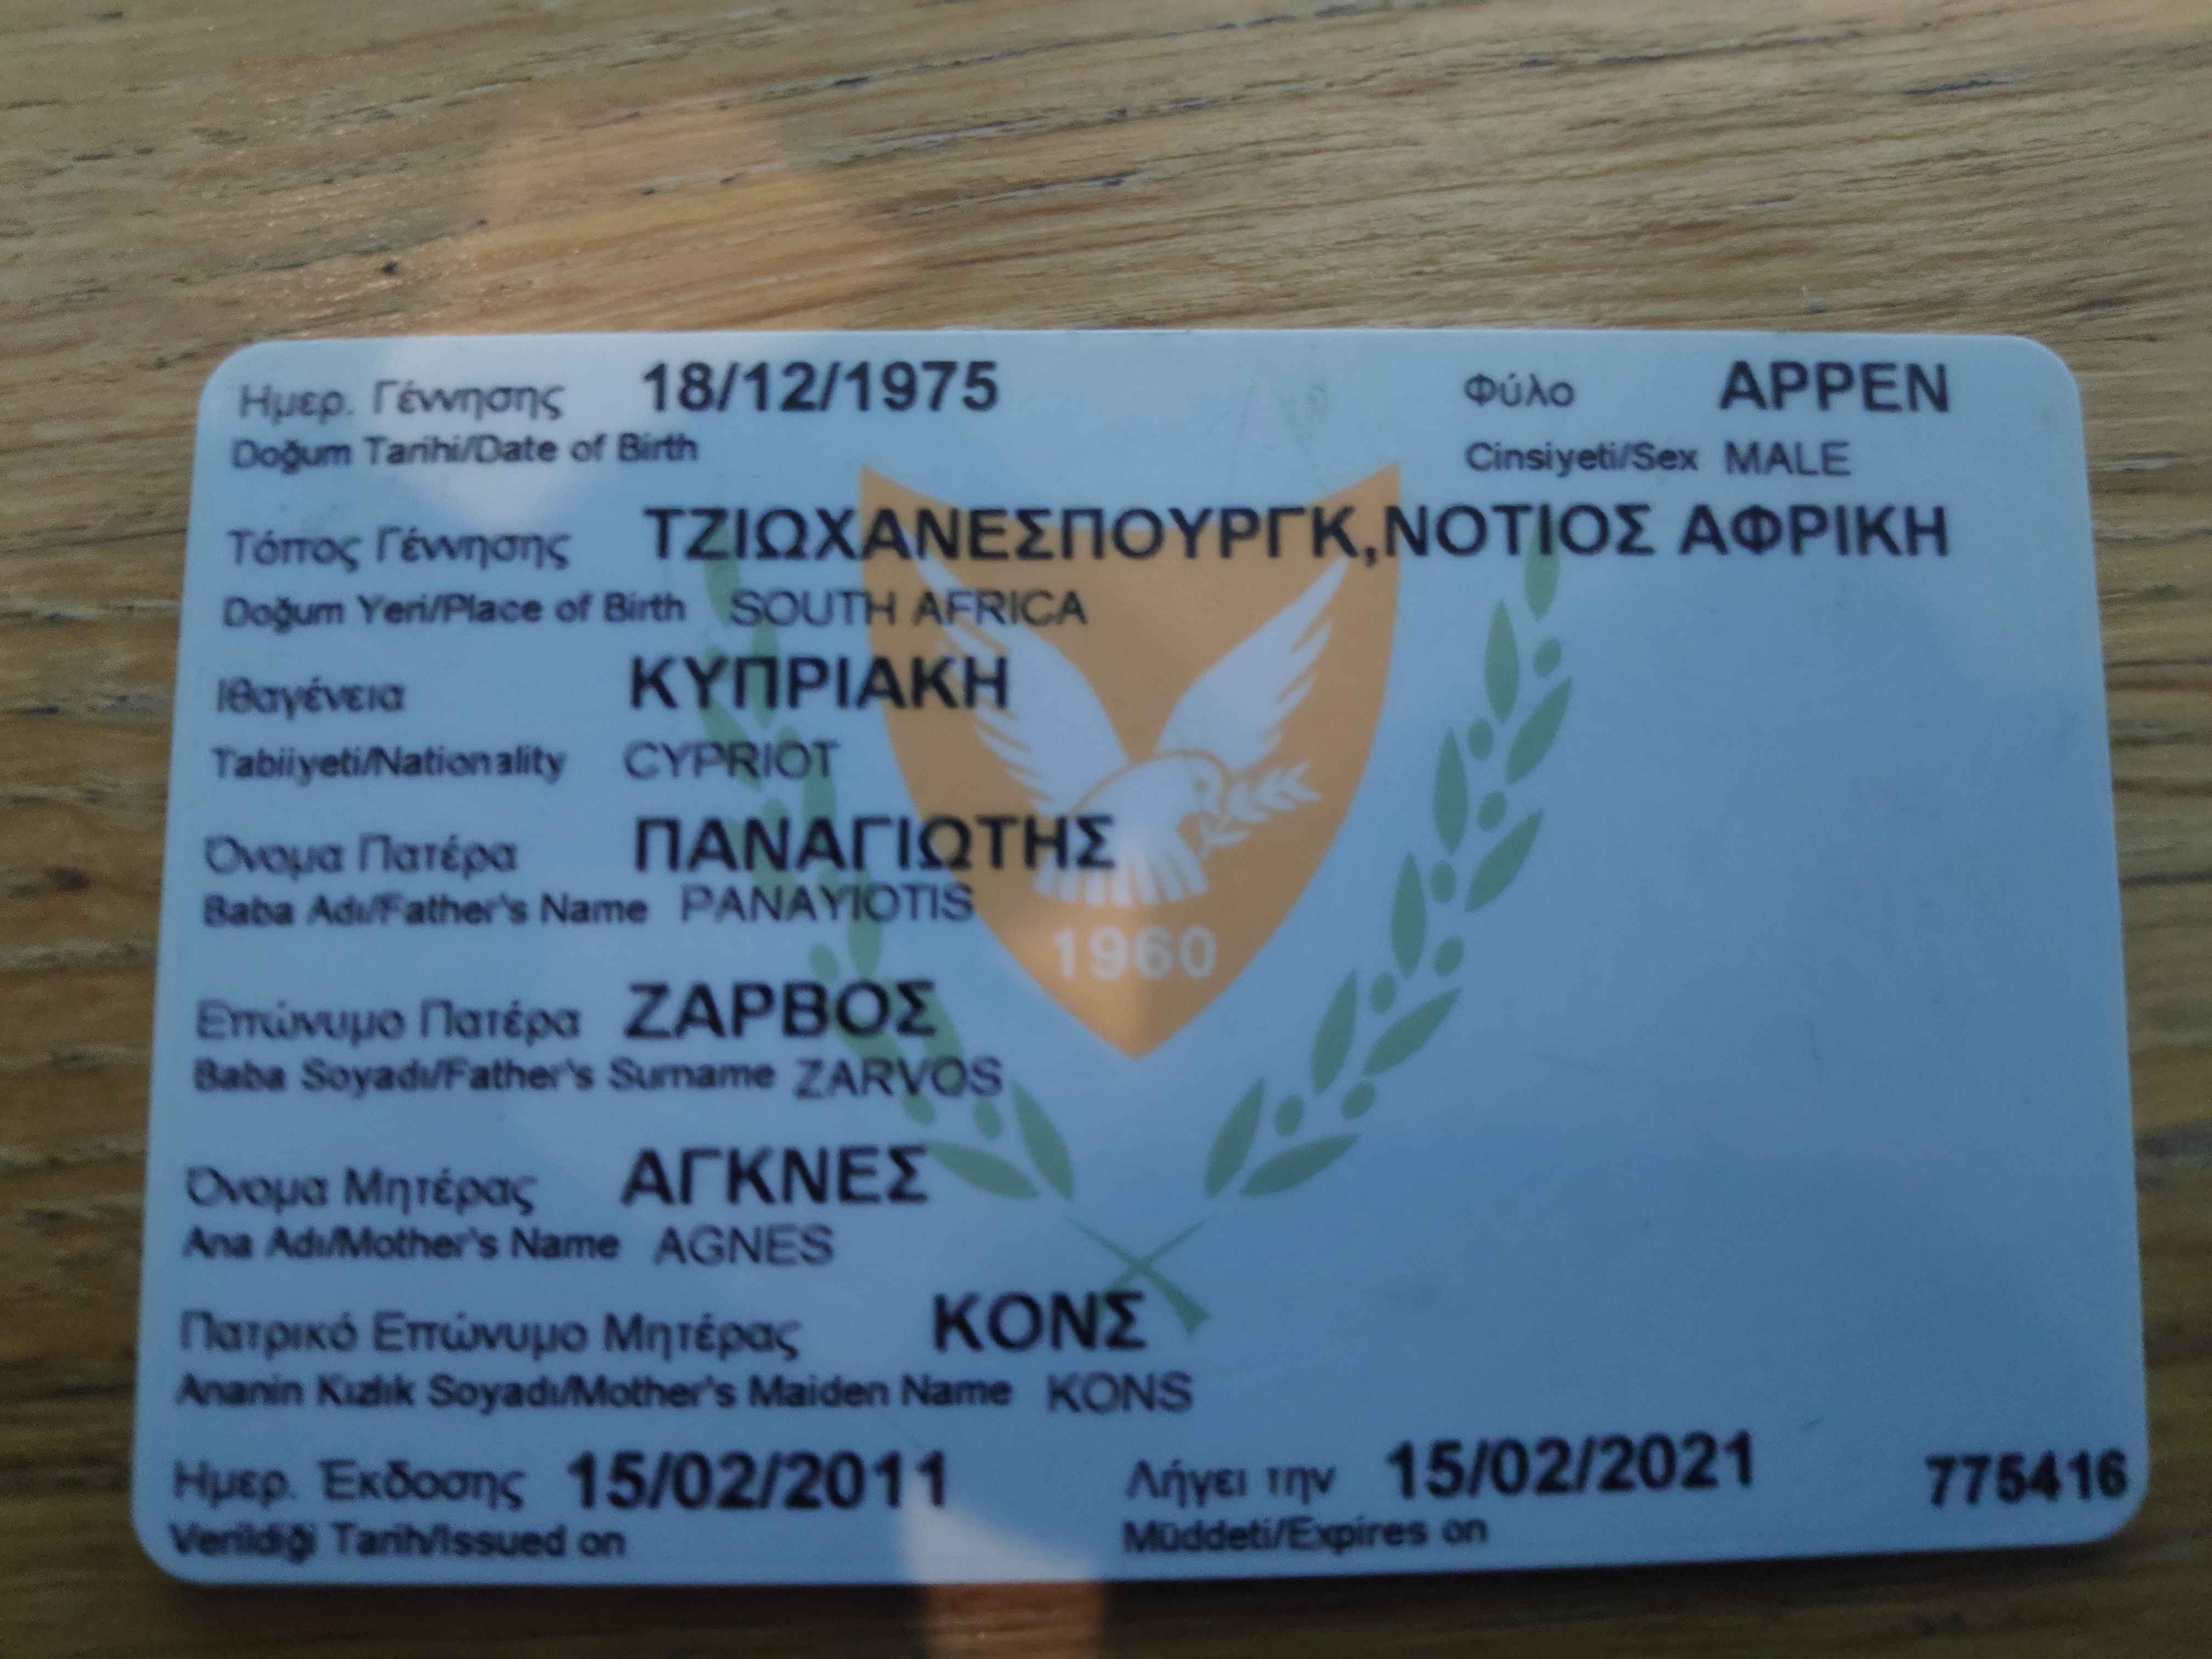 Ημερ. Γέννησης 18/12/1975 Φύλο ΑΡΡΕΝ
Doğum Tarihi/Date of Birth Cinsiyeti/Sex MALE
Τόπος Γέννησης ΤΖΙΩΧΑΝΕΣΠΟΥΡΓΚ,ΝΟΤΙΟΣ ΑΦΡΙΚΗ
Doğum Yeri/Place of Birth SOUTH AFRICA
Ιθαγένεια ΚΥΠΡΙΑΚΗ
Tabiiyeti/Nationality CYPRIOT
Όνομα Πατέρα ΠΑΝΑΓΙΩΤΗΣ
Baba Adı/Father's Name PANAYIOTIS
1960
Επώνυμο Πατέρα ΖΑΡΒΟΣ
Baba Soyadı/Father's Surname ZARVOS
Όνομα Μητέρας ΑΓΚΝΕΣ
Ana Adı/Mother's Name AGNES
Πατρικό Επώνυμο Μητέρας ΚΟΝΣ
Ananin Kızlık Soyadı/Mother's Maiden Name KONS
Ημερ. Έκδοσης 15/02/2011 Λήγει την 15/02/2021 775416
Verildiği Tarih/Issued on Müddeti/Expires on